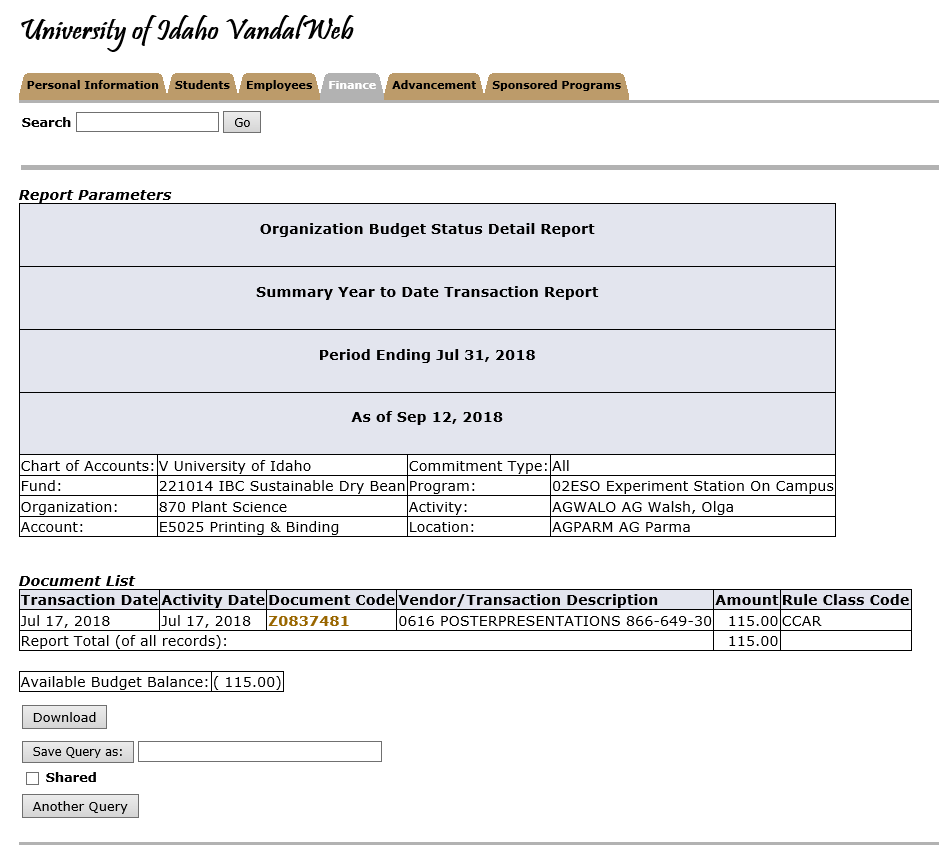 University of Idaho VandalWeb
Personal Information Students Employees Finance Advancement Sponsored Programs
Search Go
Report Parameters
Organization Budget Status Detail Report
Summary Year to Date Transaction Report
Period Ending Jul 31, 2018
As of Sep 12, 2018
Chart of Accounts: V University of Idaho Commitment Type: All
Fund: 221014 IBC Sustainable Dry Bean Program: 02ESO Experiment Station On Campus
Organization: 870 Plant Science Activity: AGWALO AG Walsh, Olga
Account: E5025 Printing & Binding Location: AGPARM AG Parma
Document List
Transaction Date Activity Date Document Code Vendor/Transaction Description Amount Rule Class Code
Jul 17, 2018 Jul 17, 2018 Z0837481 0616 POSTERPRESENTATIONS 866-649-30 115.00 CCAR
Report Total (of all records): 115.00
Available Budget Balance: ( 115.00)
Download
Save Query as:
Shared
Another Query